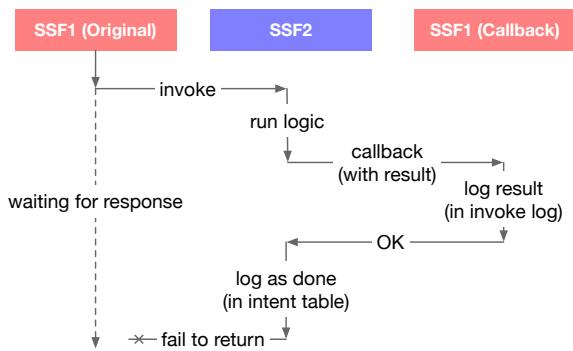 SSF1 (Original)
SSF2
SSF1 (Callback)
invoke
run logic
callback
(with result)
waiting for response
log result
(in invoke log)
OK
log as done
(in intent table)
fail to return